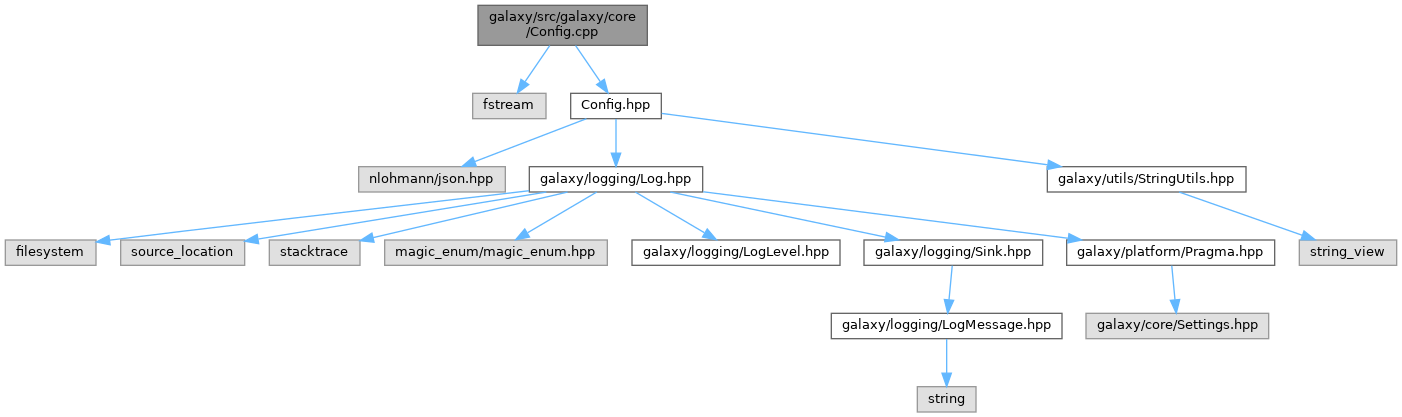 galaxy/src/galaxy/core
/Config.cpp
fstream
Config.hpp
nlohmann/json.hpp
galaxy/logging/Log.hpp
galaxy/utils/StringUtils.hpp
filesystem
source_location
stacktrace
magic_enum/magic_enum.hpp
galaxy/logging/LogLevel.hpp
galaxy/logging/Sink.hpp
galaxy/platform/Pragma.hpp
string_view
galaxy/logging/LogMessage.hpp
galaxy/core/Settings.hpp
string